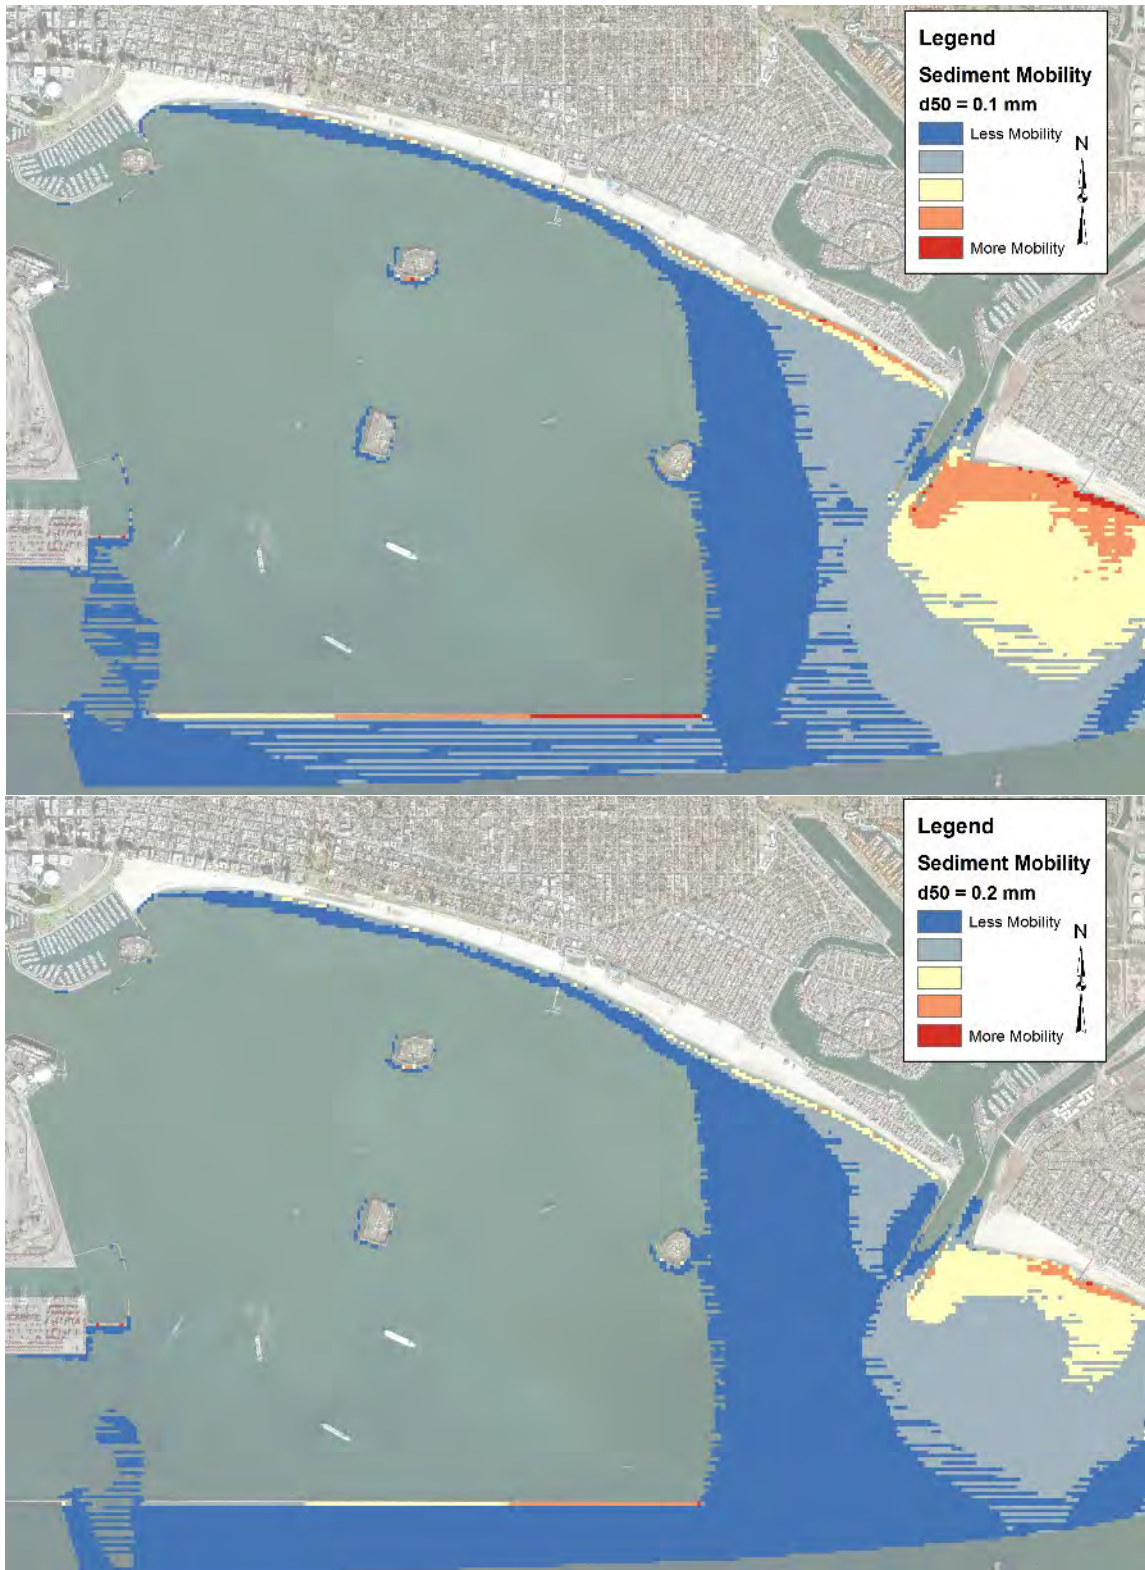 Legend
Sediment Mobility
d50 = 0.1 mm
Less Mobility
N
More Mobility
Legend
Sediment Mobility
d50 = 0.2 mm
Less Mobility
N
More Mobility